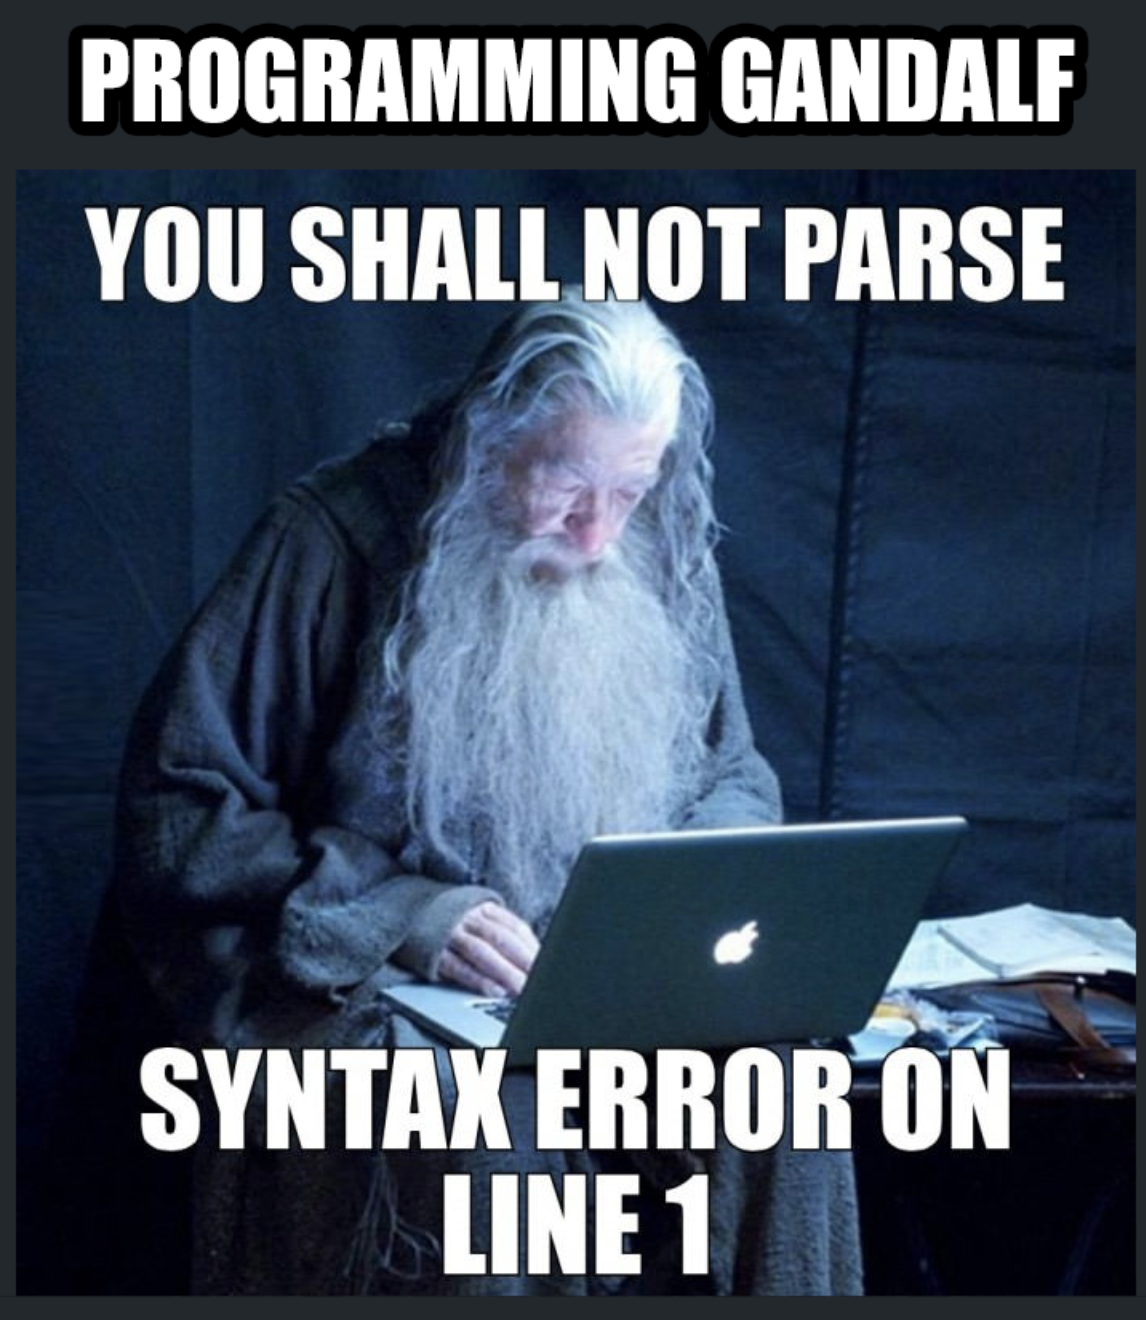 PROGRAMMING GANDALF
YOU SHALL NOT PARSE
SYNTAX ERROR ON
LINE 1